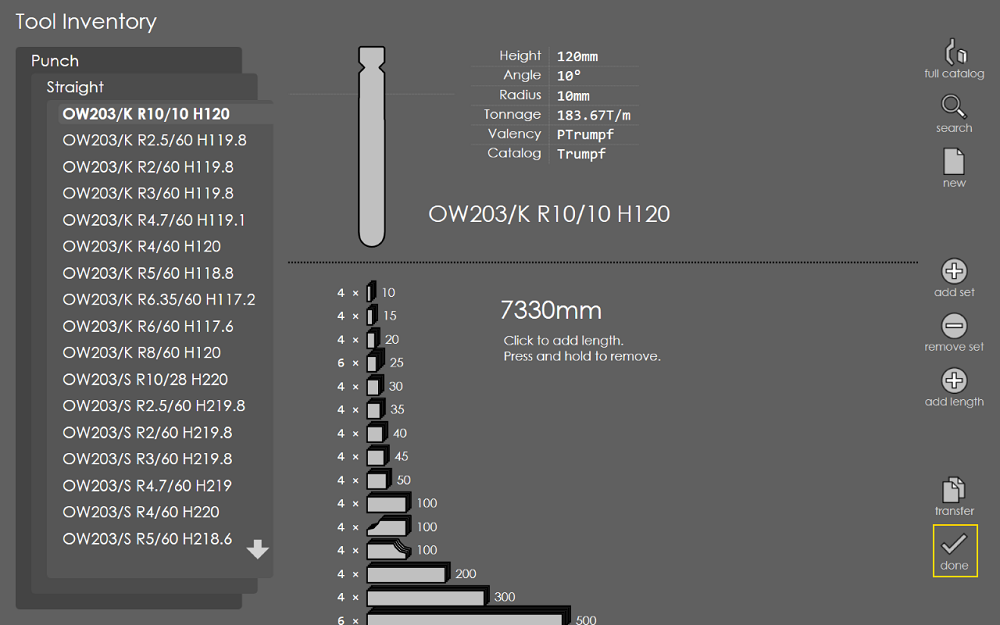 Tool Inventory
Punch
Straight
OW203/K R10/10 H120
OW203/K R2.5/60 H119.8
OW203/K R2/60 H119.8
OW203/K R3/60 H119.8
OW203/K R4.7/60 H119.1
OW203/K R4/60 H120
OW203/K R5/60 H118.8
OW203/K R6.35/60 H117.2
OW203/K R6/60 H117.6
OW203/K R8/60 H120
OW203/S R10/28 H220
OW203/S R2.5/60 H219.8
OW203/S R2/60 H219.8
OW203/S R3/60 H219.8
OW203/S R4.7/60 H219
OW203/S R4/60 H220
OW203/S R5/60 H218.6
Height 120mm
Angle 10°
Radius 10mm
Tonnage 183.67T/m
Valency PTrumpf
Catalog Trumpf
OW203/K R10/10 H120
4 × 10
4 × 15
4 × 20
6 × 25
4 × 30
4 × 35
4 × 40
4 × 45
4 × 50
4 × 100
4 × 100
4 × 100
4 × 200
4 × 300
6 × 500
7330mm
Click to add length.
Press and hold to remove.
full catalog
search
new
add set
remove set
add length
transfer
done